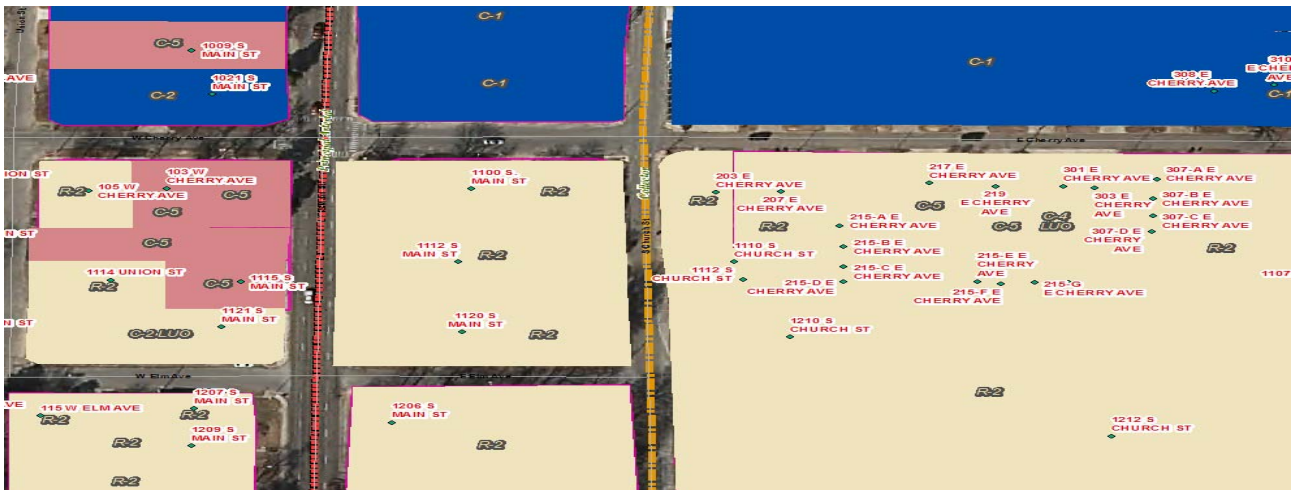 Union St
C-5
1009 S
MAIN ST
AVE
C-2
1021 S
MAIN ST
C-1
C-1
C-1
308 E
CHERRY AVE
310
E CHER
AVE
C-1
W Cherry Ave
E Cherry Ave
Collector
S Church St
ION ST
R-2
105 W
CHERRY AVE
103 W
CHERRY AVE
C-5
C-5
C-5
N ST
1114 UNION ST
R-2
C-5
1115 S
MAIN ST
1121 S
MAIN ST
C-2 LUO
N ST
1100 S.
MAIN ST
R-2
1112 S
MAIN ST
R-2
1120 S
MAIN ST
R-2
203 E
CHERRY AVE
R-2
207 E
CHERRY AVE
R-2
217 E
CHERRY AVE
C-5
219
E CHERRY
AVE
C-5
301 E
CHERRY AVE
303 E
CHERRY
AVE
C-4
LUO
307-A E
CHERRY AVE
307-B E
CHERRY AVE
307-C E
CHERRY AVE
307-D E
CHERRY
AVE
R-2
215-A E
CHERRY AVE
215-B E
CHERRY AVE
215-C E
CHERRY AVE
215-D E
CHERRY AVE
215-E E
CHERRY
AVE
215-F E
CHERRY AVE
215-G
E CHERRY AVE
1107
1110 S
CHURCH ST
1112 S
CHURCH ST
1210 S
CHURCH ST
R-2
1212 S
CHURCH ST
W Elm Ave
E Elm Ave
AVE
115 W ELM AVE
R-2
1207 S
MAIN ST
R-2
1209 S
MAIN ST
R-2
R-2
1206 S
MAIN ST
R-2